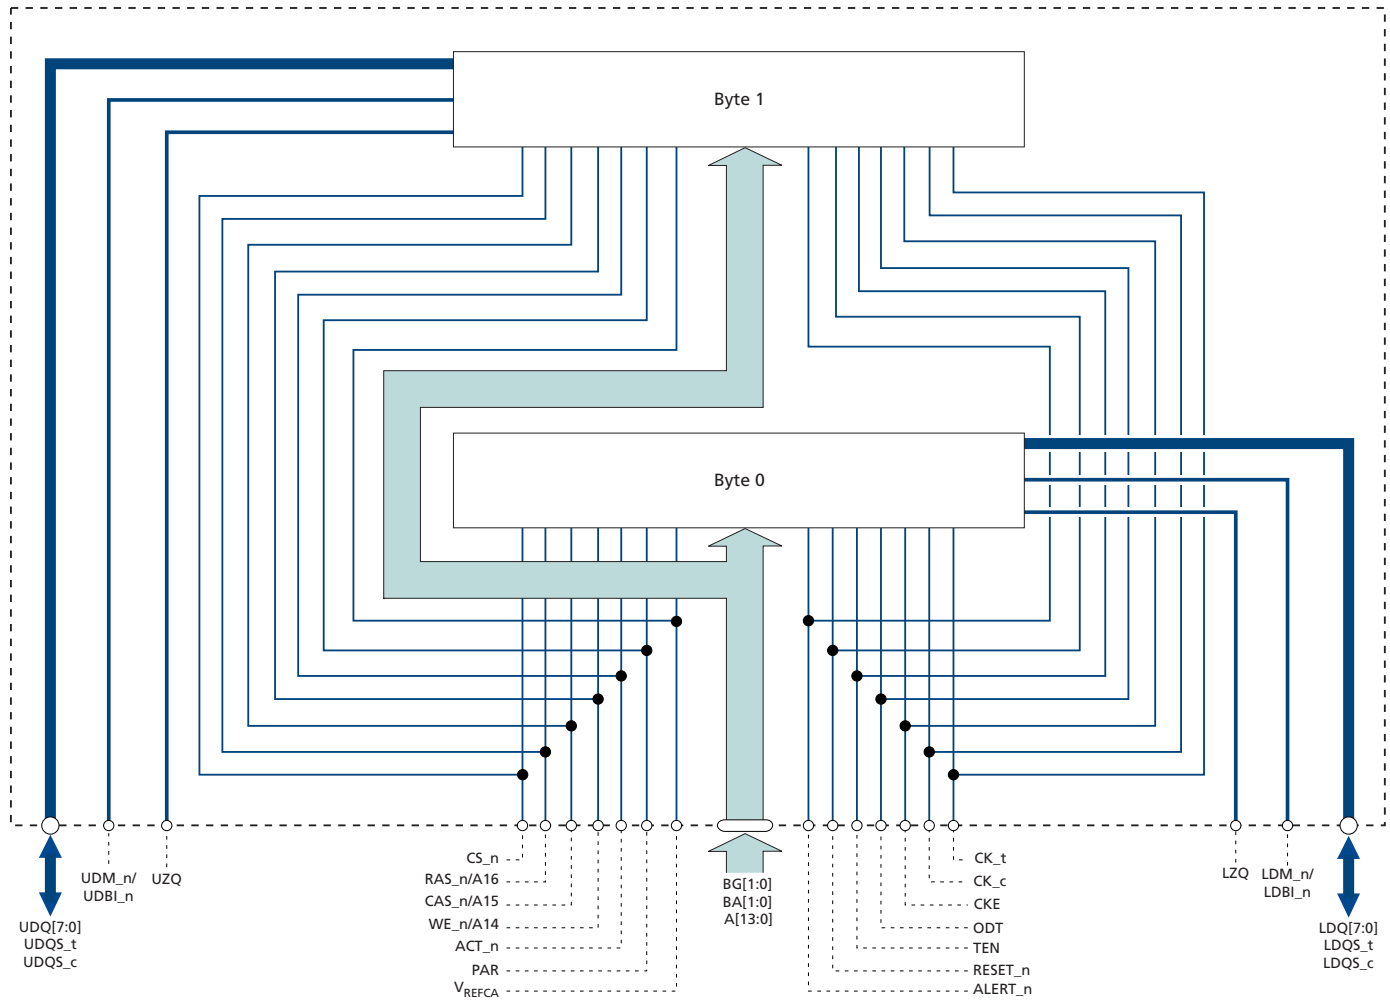 Byte 1
Byte 0
UDM_n/
UDBI_n
UZQ
UDQ[7:0]
UDQS_t
UDQS_c
CS_n
RAS_n/A16
CAS_n/A15
WE_n/A14
ACT_n
PAR
VREFCA
BG[1:0]
BA[1:0]
A[13:0]
CK_t
CK_c
CKE
ODT
TEN
RESET_n
ALERT_n
LZQ
LDM_n/
LDBI_n
LDQ[7:0]
LDQS_t
LDQS_c